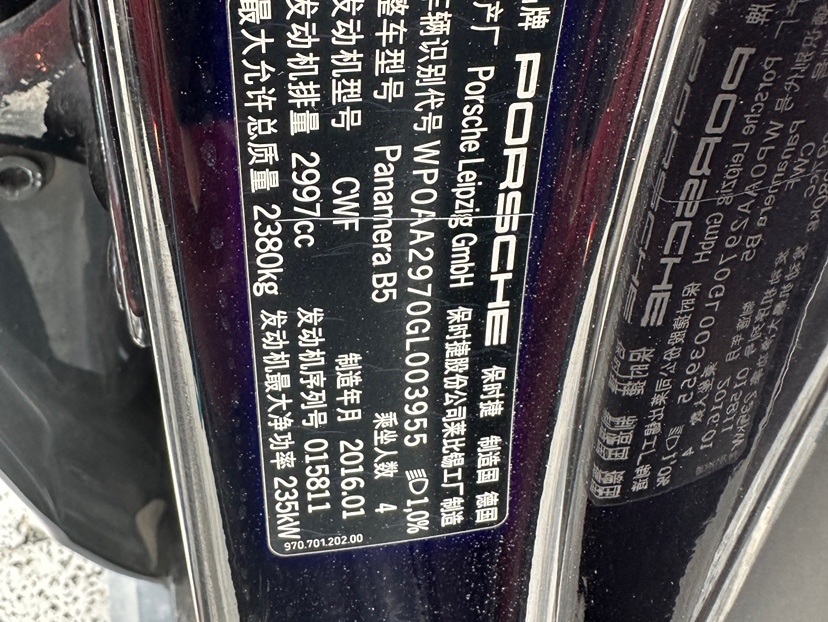 牌 PORSCHE 保时捷 制造国 德国
产厂 Porsche Leipzig GmbH 保时捷股份公司莱比锡工厂制造
车辆识别代号 WP0AA2970GL003955 1,0%
整车型号 Panamera B5 乘坐人数 4
发动机型号 CWF 制造年月 2016.01
发动机排量 2997cc 发动机序列号 015811
最大允许总质量 2380kg 发动机最大净功率 235kW
970.701.202.00